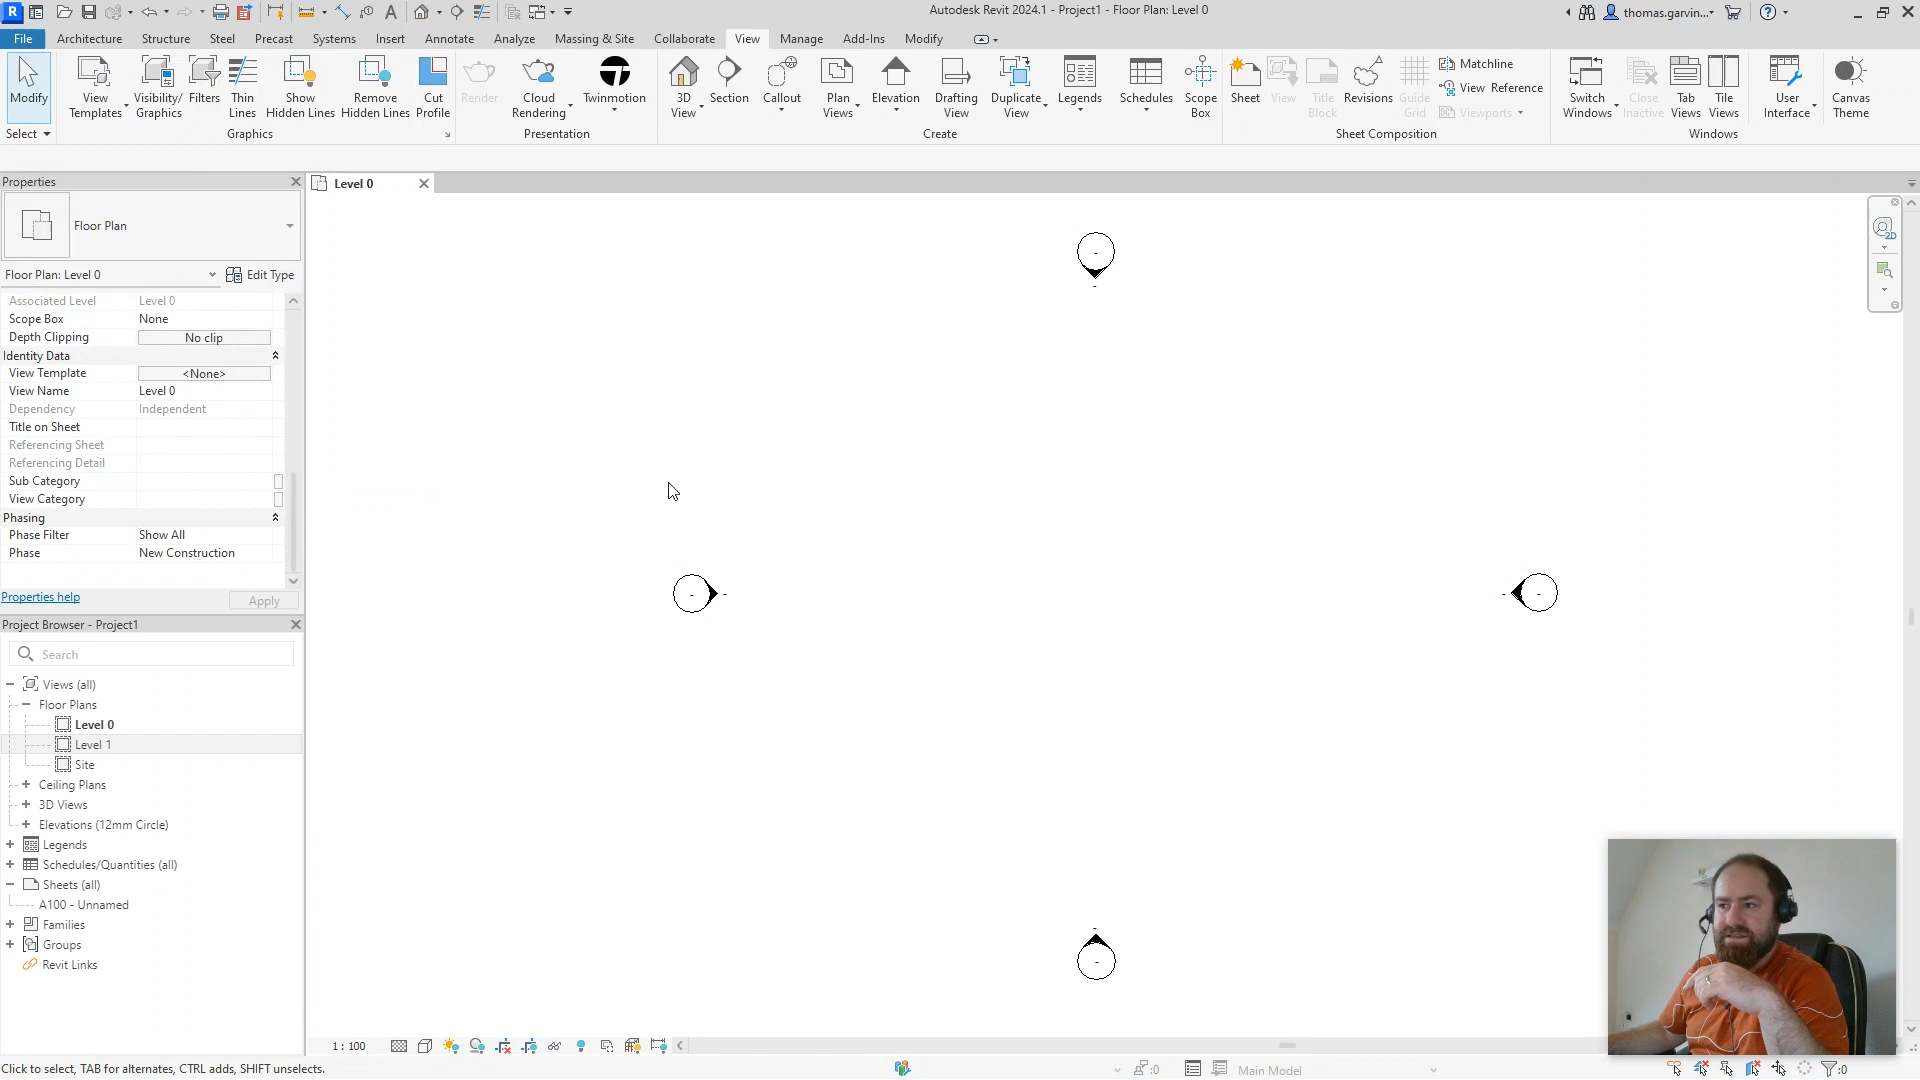 Autodesk Revit 2024.1 - Project1 - Floor Plan: Level 0
thomas.garvin...
File Architecture Structure Steel Precast Systems Insert Annotate Analyze Massing & Site Collaborate View Manage Add-Ins Modify
Modify
View Templates
Visibility/ Graphics
Filters
Thin Lines
Show Hidden Lines
Remove Hidden Lines
Cut Profile
Render
Cloud Rendering
Twinmotion
3D View
Section
Callout
Plan Views
Elevation
Drafting View
Duplicate View
Legends
Schedules
Scope Box
Sheet
View
Title Block
Revisions
Guide Grid
Matchline
View Reference
Viewports
Switch Windows
Close Inactive
Tab Views
Tile Views
User Interface
Canvas Theme
Select Graphics Presentation Create Sheet Composition Windows
Properties
Level 0
Floor Plan
Floor Plan: Level 0 Edit Type
Associated Level Level 0
Scope Box None
Depth Clipping No clip
Identity Data
View Template <None>
View Name Level 0
Dependency Independent
Title on Sheet
Referencing Sheet
Referencing Detail
Sub Category
View Category
Phasing
Phase Filter Show All
Phase New Construction
Properties help Apply
Project Browser - Project1
Search
Views (all)
Floor Plans
Level 0
Level 1
Site
Ceiling Plans
3D Views
Elevations (12mm Circle)
Legends
Schedules/Quantities (all)
Sheets (all)
A100 - Unnamed
Families
Groups
Revit Links
2D
1 : 100
Click to select, TAB for alternates, CTRL adds, SHIFT unselects.
:0
Main Model
:0